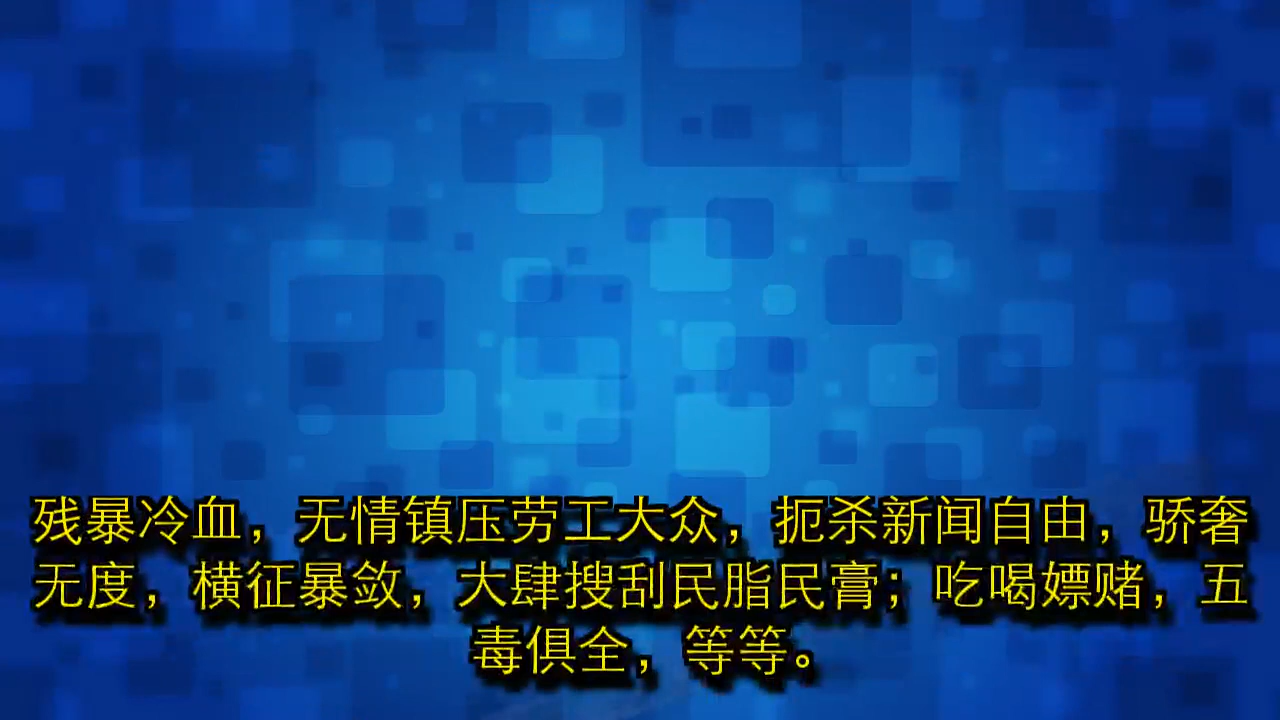 残暴冷血，无情镇压劳工大众，扼杀新闻自由，骄奢
无度，横征暴敛，大肆搜刮民脂民膏；吃喝嫖赌，五
毒俱全，等等。